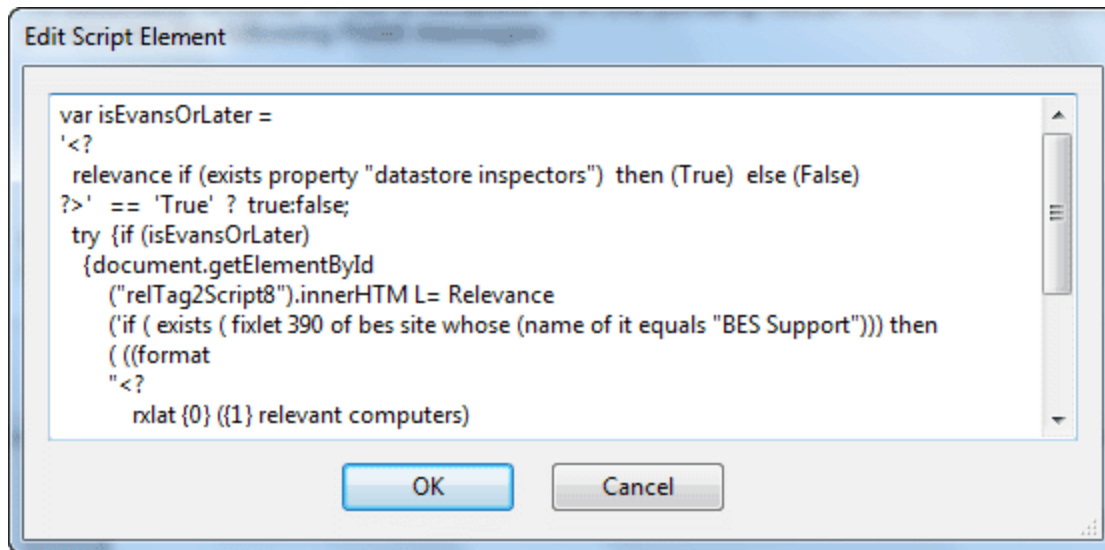 Edit Script Element
var isEvansOrLater =
'<?
relevance if (exists property "datastore inspectors")  then (True)  else (False)
?>'  ==  'True'  ?  true:false;
try  {if (isEvansOrLater)
{document.getElementById
("relTag2Script8").innerHTM L= Relevance
('if ( exists ( fixlet 390 of bes site whose (name of it equals "BES Support"))) then
( ((format
"<?
rxlat {0} ({1} relevant computers)
OK
Cancel